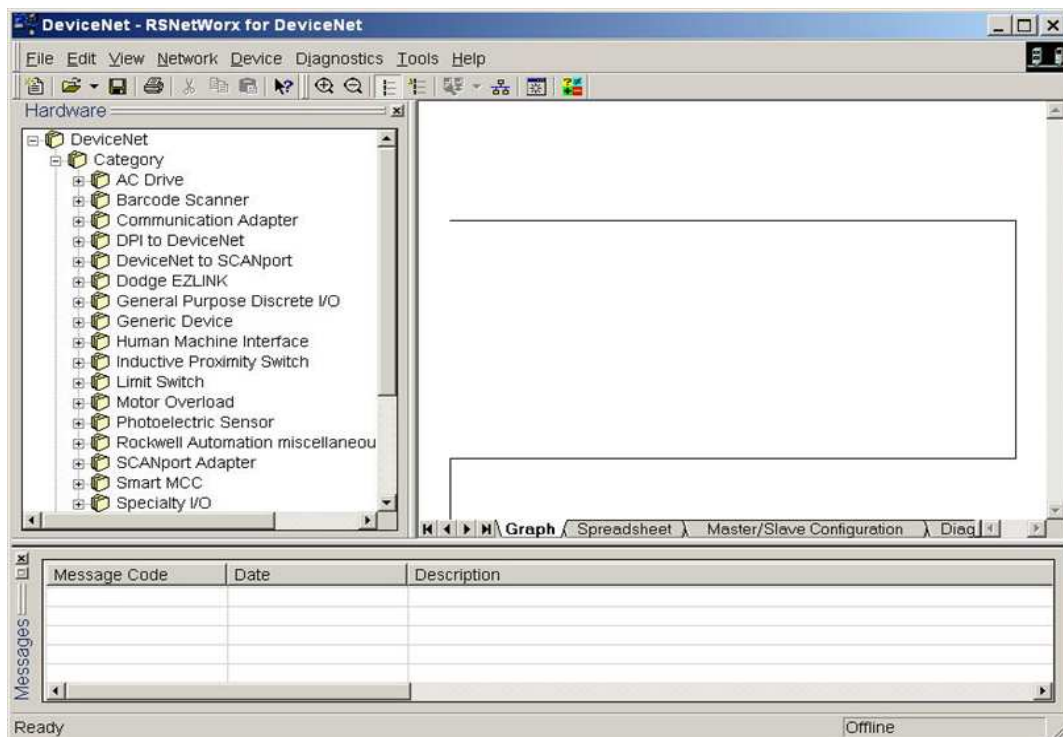 DeviceNet - RSNetWorx for DeviceNet
File Edit View Network Device Diagnostics Tools Help
Hardware
DeviceNet
Category
AC Drive
Barcode Scanner
Communication Adapter
DPI to DeviceNet
DeviceNet to SCANport
Dodge EZLINK
General Purpose Discrete I/O
Generic Device
Human Machine Interface
Inductive Proximity Switch
Limit Switch
Motor Overload
Photoelectric Sensor
Rockwell Automation miscellaneou
SCANport Adapter
Smart MCC
Specialty I/O
Graph Spreadsheet Master/Slave Configuration Diag
Messages
Message Code Date Description
Ready Offline